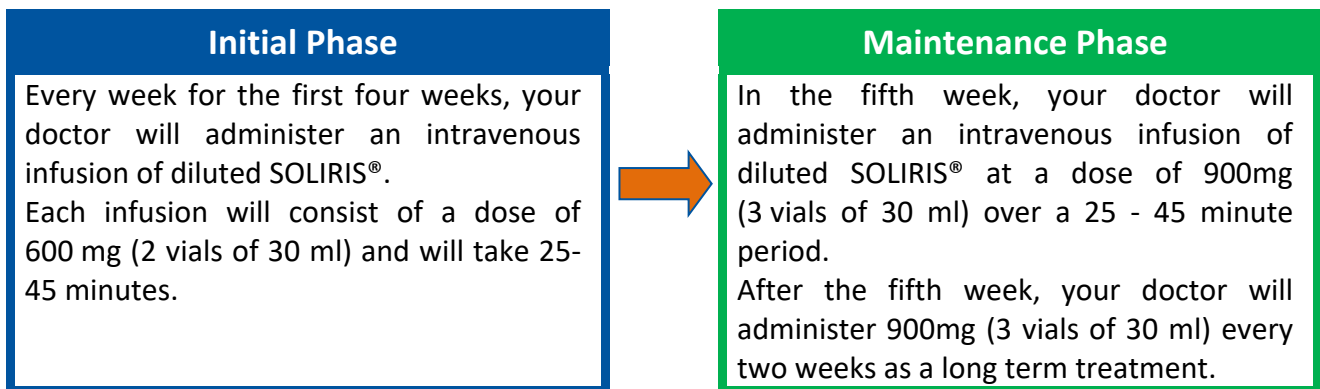 Initial Phase
Every week for the first four weeks, your
doctor will administer an intravenous
infusion of diluted SOLIRIS®.
Each infusion will consist of a dose of
600 mg (2 vials of 30 ml) and will take 25-
45 minutes.
Maintenance Phase
In the fifth week, your doctor will
administer an intravenous infusion of
diluted SOLIRIS® at a dose of 900mg
(3 vials of 30 ml) over a 25 - 45 minute
period.
After the fifth week, your doctor will
administer 900mg (3 vials of 30 ml) every
two weeks as a long term treatment.